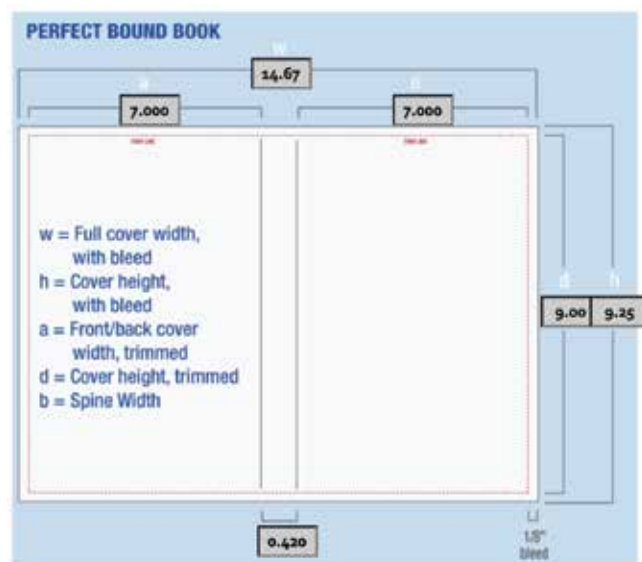 PERFECT BOUND BOOK
w
14.67
a
a
7.000
7.000
w = Full cover width,
with bleed
h = Cover height,
with bleed
a = Front/back cover
width, trimmed
d = Cover height, trimmed
b = Spine Width
d
h
9.00
9.25
0.420
1/8"
bleed